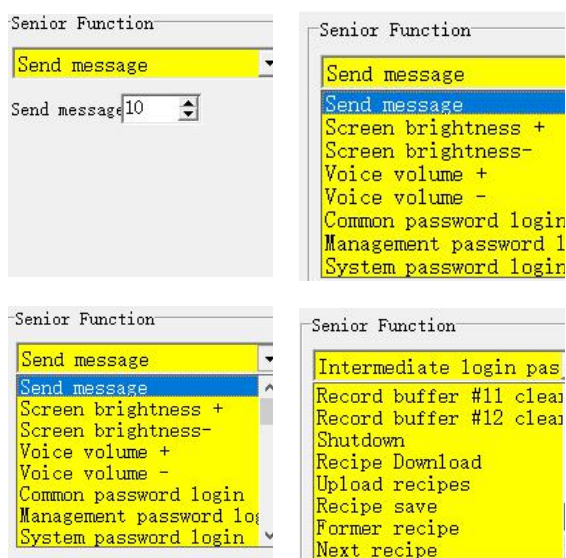 Senior Function
Send message
Send message 10
Senior Function
Send message
Send message
Screen brightness +
Screen brightness-
Voice volume +
Voice volume -
Common password login
Management password l
System password login
Senior Function
Send message
Send message
Screen brightness +
Screen brightness-
Voice volume +
Voice volume -
Common password login
Management password log
System password login
Senior Function
Intermediate login pas
Record buffer #11 clear
Record buffer #12 clear
Shutdown
Recipe Download
Upload recipes
Recipe save
Former recipe
Next recipe